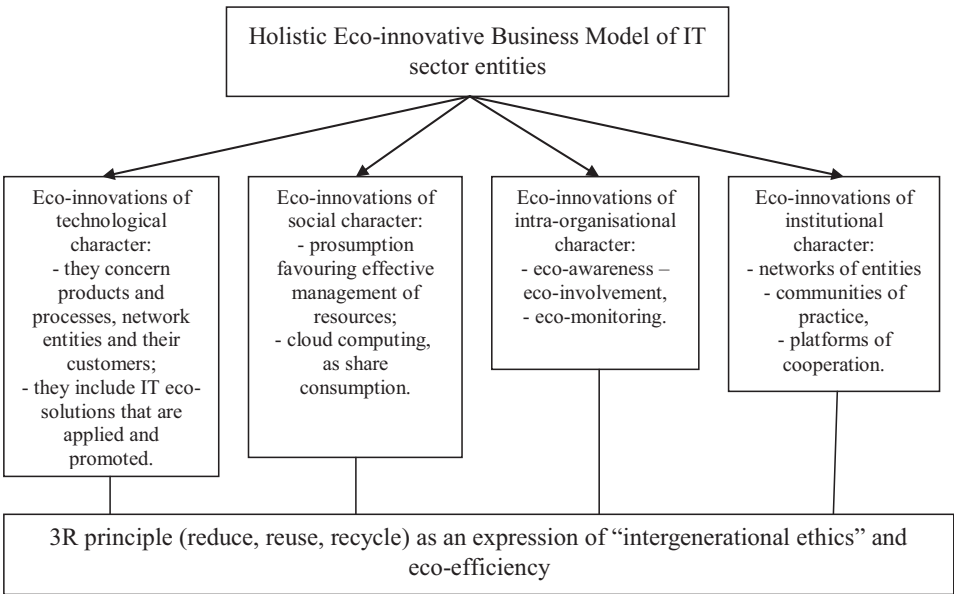 Holistic Eco-innovative Business Model of IT
sector entities
Eco-innovations of
technological
character:
- they concern
products and
processes, network
entities and their
customers;
- they include IT eco-
solutions that are
applied and
promoted.
Eco-innovations of
social character:
- prosumption
favouring effective
management of
resources;
- cloud computing,
as share
consumption.
Eco-innovations of
intra-organisational
character:
- eco-awareness –
eco-involvement,
- eco-monitoring.
Eco-innovations of
institutional
character:
- networks of entities
- communities of
practice,
- platforms of
cooperation.
3R principle (reduce, reuse, recycle) as an expression of “intergenerational ethics” and
eco-efficiency